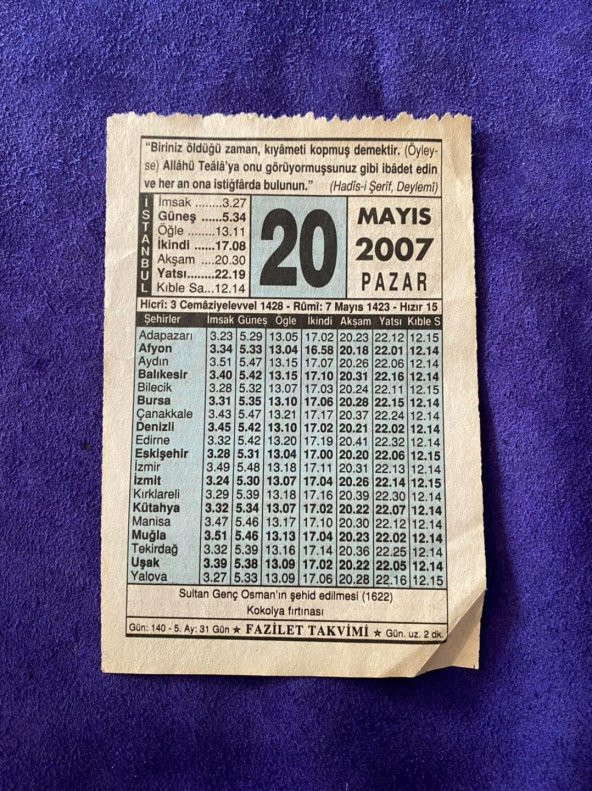 “Biriniz öldüğü zaman, kıyâmeti kopmuş demektir. (Öyley-
se) Allâhü Teâlâ’ya onu görüyormuşsunuz gibi ibâdet edin
ve her an ona istiğfârda bulunun.” (Hadîs-i Şerîf, Deylemî)
İSTANBUL
İmsak ........3.27
Güneş ......5.34
Öğle ........13.11
İkindi ......17.08
Akşam ....20.30
Yatsı........22.19
Kıble Sa...12.14
20
MAYIS
2007
PAZAR
Hicrî: 3 Cemâziyelevvel 1428 - Rûmî: 7 Mayıs 1423 - Hızır 15
Şehirler İmsak Güneş Öğle İkindi Akşam Yatsı Kıble S
Adapazarı 3.23 5.29 13.05 17.02 20.23 22.12 12.15
Afyon 3.34 5.33 13.04 16.58 20.18 22.01 12.14
Aydın 3.51 5.47 13.15 17.07 20.26 22.06 12.14
Balıkesir 3.40 5.42 13.15 17.10 20.31 22.16 12.14
Bilecik 3.28 5.32 13.07 17.03 20.24 22.11 12.15
Bursa 3.31 5.35 13.10 17.06 20.28 22.15 12.14
Çanakkale 3.43 5.47 13.21 17.17 20.37 22.24 12.14
Denizli 3.45 5.42 13.10 17.02 20.21 22.02 12.14
Edirne 3.32 5.42 13.20 17.19 20.41 22.32 12.14
Eskişehir 3.28 5.31 13.04 17.00 20.20 22.06 12.15
İzmir 3.49 5.48 13.18 17.11 20.31 22.13 12.14
İzmit 3.24 5.30 13.07 17.04 20.26 22.14 12.15
Kırklareli 3.29 5.39 13.18 17.16 20.39 22.30 12.14
Kütahya 3.32 5.34 13.07 17.02 20.22 22.07 12.14
Manisa 3.47 5.46 13.17 17.10 20.30 22.12 12.14
Muğla 3.51 5.46 13.13 17.04 20.23 22.02 12.14
Tekirdağ 3.32 5.39 13.16 17.14 20.36 22.25 12.14
Uşak 3.39 5.38 13.09 17.02 20.22 22.05 12.14
Yalova 3.27 5.33 13.09 17.06 20.28 22.16 12.15
Sultan Genç Osman’ın şehid edilmesi (1622)
Kokolya fırtınası
Gün: 140 - 5. Ay: 31 Gün ★ FAZİLET TAKVİMİ ★ Gün. uz. 2 dk.